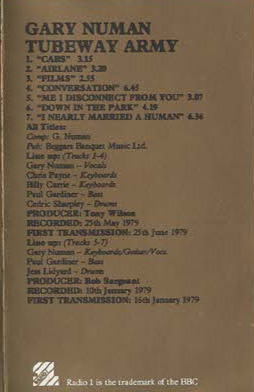 GARY NUMAN
TUBEWAY ARMY
1. "CARS" 3.15
2. "AIRLANE" 3.20
3. "FILMS" 2.55
4. "CONVERSATION" 6.45
5. "ME I DISCONNECT FROM YOU" 3.07
6. "DOWN IN THE PARK" 4.19
7. "I NEARLY MARRIED A HUMAN" 6.36
All Titles:
Comp: G. Numan
Pub: Beggars Banquet Music Ltd.
Line up: (Tracks 1-4)
Gary Numan – Vocals
Chris Payne – Keyboards
Billy Currie – Keyboards
Paul Gardiner – Bass
Cedric Sharpley – Drums
PRODUCER: Tony Wilson
RECORDED: 25th May 1979
FIRST TRANSMISSION: 25th June 1979
Line up: (Tracks 5-7)
Gary Numan – Keyboards/Guitar/Vocs.
Paul Gardiner – Bass
Jess Lidyard – Drums
PRODUCER: Bob Sargeant
RECORDED: 10th January 1979
FIRST TRANSMISSION: 16th January 1979
Radio 1 is the trademark of the BBC